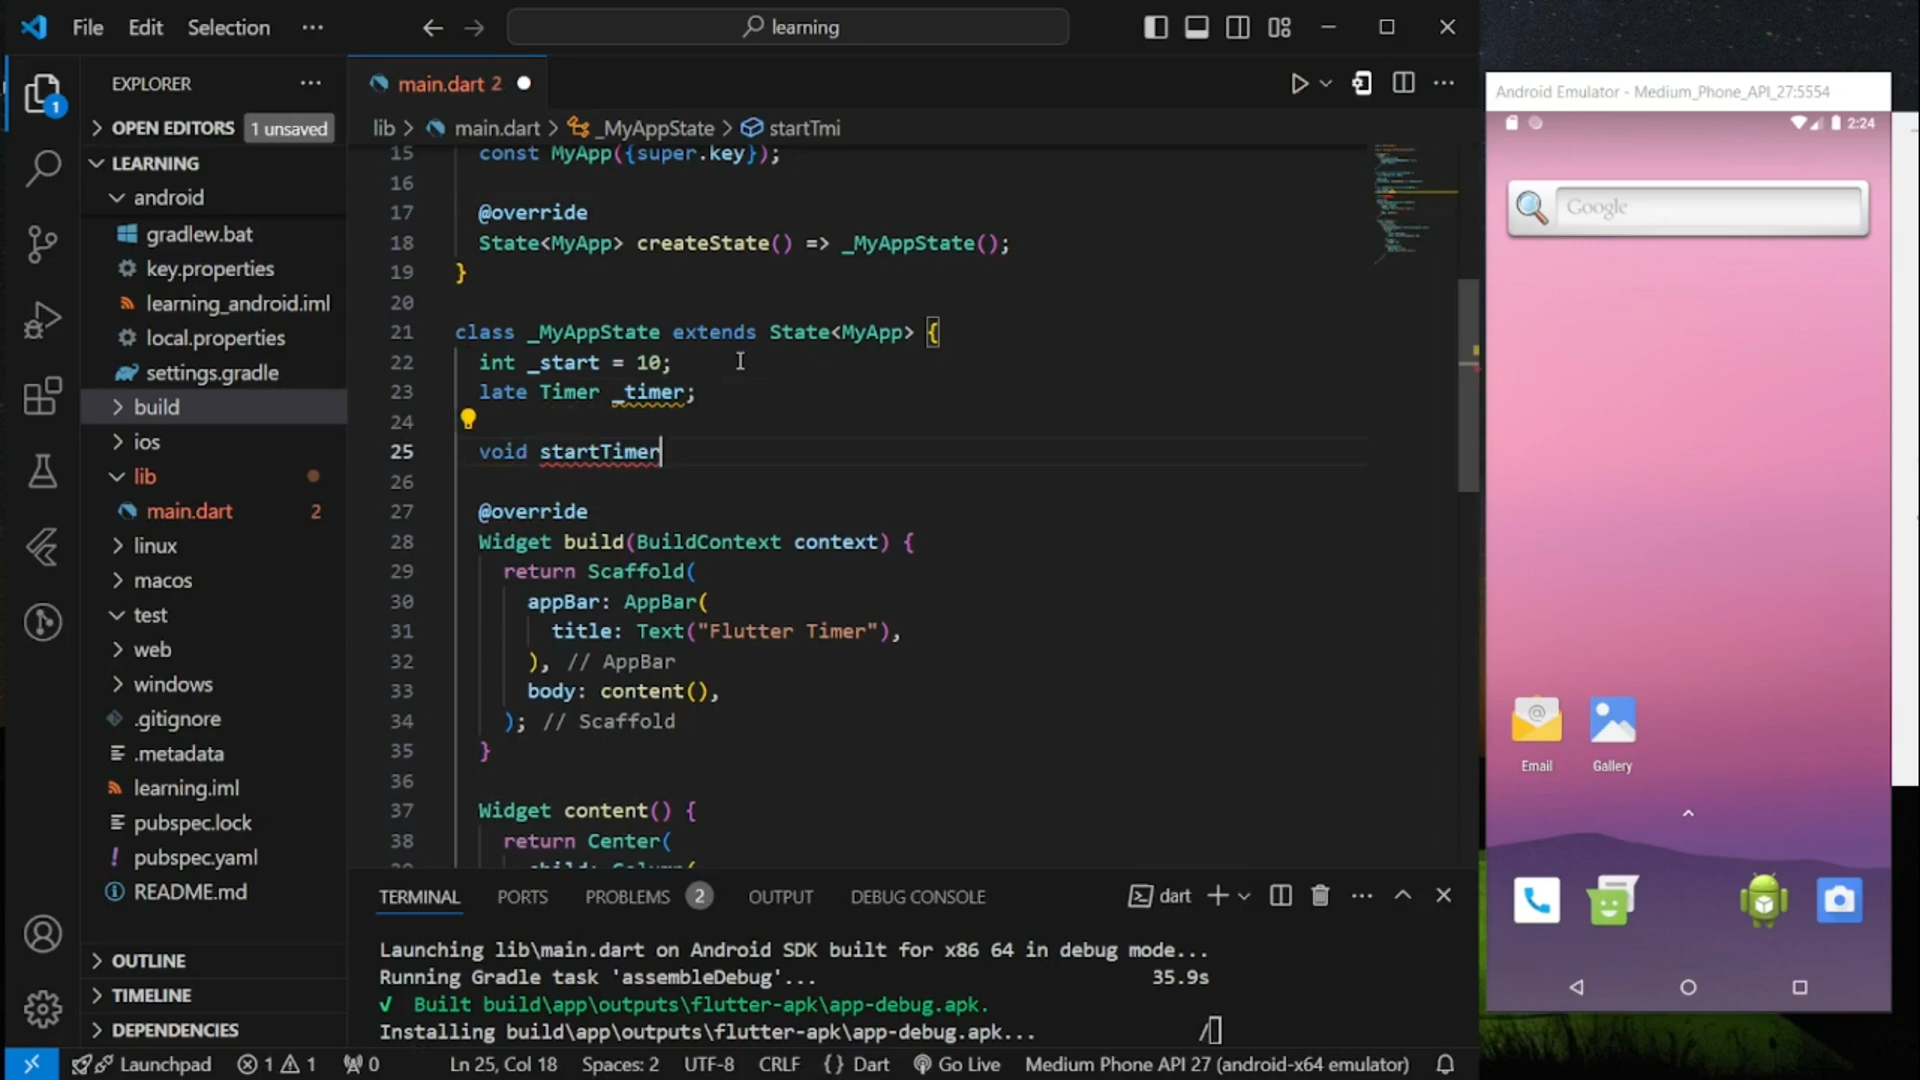 File Edit Selection ···
learning
EXPLORER
OPEN EDITORS 1 unsaved
LEARNING
android
gradlew.bat
key.properties
learning_android.iml
local.properties
settings.gradle
build
ios
lib
main.dart 2
linux
macos
test
web
windows
.gitignore
.metadata
learning.iml
pubspec.lock
pubspec.yaml
README.md
OUTLINE
TIMELINE
DEPENDENCIES
1
main.dart 2
lib > main.dart > _MyAppState > startTmi
15 const MyApp({super.key});
16
17 @override
18 State<MyApp> createState() => _MyAppState();
19 }
20
21 class _MyAppState extends State<MyApp> {
22 int _start = 10;
23 late Timer _timer;
24
25 void startTimer
26
27 @override
28 Widget build(BuildContext context) {
29 return Scaffold(
30 appBar: AppBar(
31 title: Text("Flutter Timer"),
32 ), // AppBar
33 body: content(),
34 ); // Scaffold
35 }
36
37 Widget content() {
38 return Center(
39 child: Column(
TERMINAL PORTS PROBLEMS 2 OUTPUT DEBUG CONSOLE
dart
Launching lib\main.dart on Android SDK built for x86 64 in debug mode...
Running Gradle task 'assembleDebug'... 35.9s
√ Built build\app\outputs\flutter-apk\app-debug.apk.
Installing build\app\outputs\flutter-apk\app-debug.apk... /
Launchpad 1 1 0 Ln 25, Col 18 Spaces: 2 UTF-8 CRLF {} Dart Go Live Medium Phone API 27 (android-x64 emulator)
Android Emulator - Medium_Phone_API_27:5554
2:24
Google
Email
Gallery